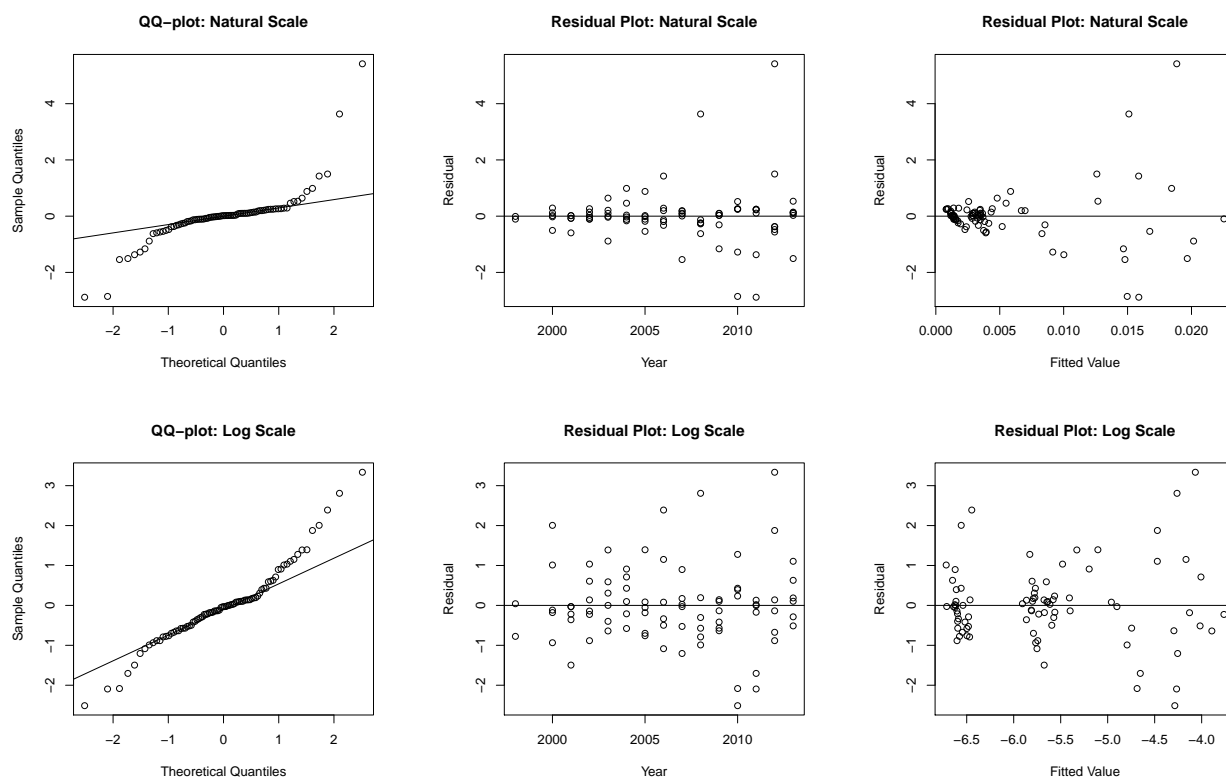 QQ−plot: Natural Scale
Sample Quantiles
4
2
0
−2
−2 −1 0 1 2
Theoretical Quantiles
Residual Plot: Natural Scale
Residual
4
2
0
−2
2000 2005 2010
Year
Residual Plot: Natural Scale
Residual
4
2
0
−2
0.000 0.005 0.010 0.015 0.020
Fitted Value
QQ−plot: Log Scale
Sample Quantiles
3
2
1
0
−1
−2
−2 −1 0 1 2
Theoretical Quantiles
Residual Plot: Log Scale
Residual
3
2
1
0
−1
−2
2000 2005 2010
Year
Residual Plot: Log Scale
Residual
3
2
1
0
−1
−2
−6.5 −6.0 −5.5 −5.0 −4.5 −4.0
Fitted Value